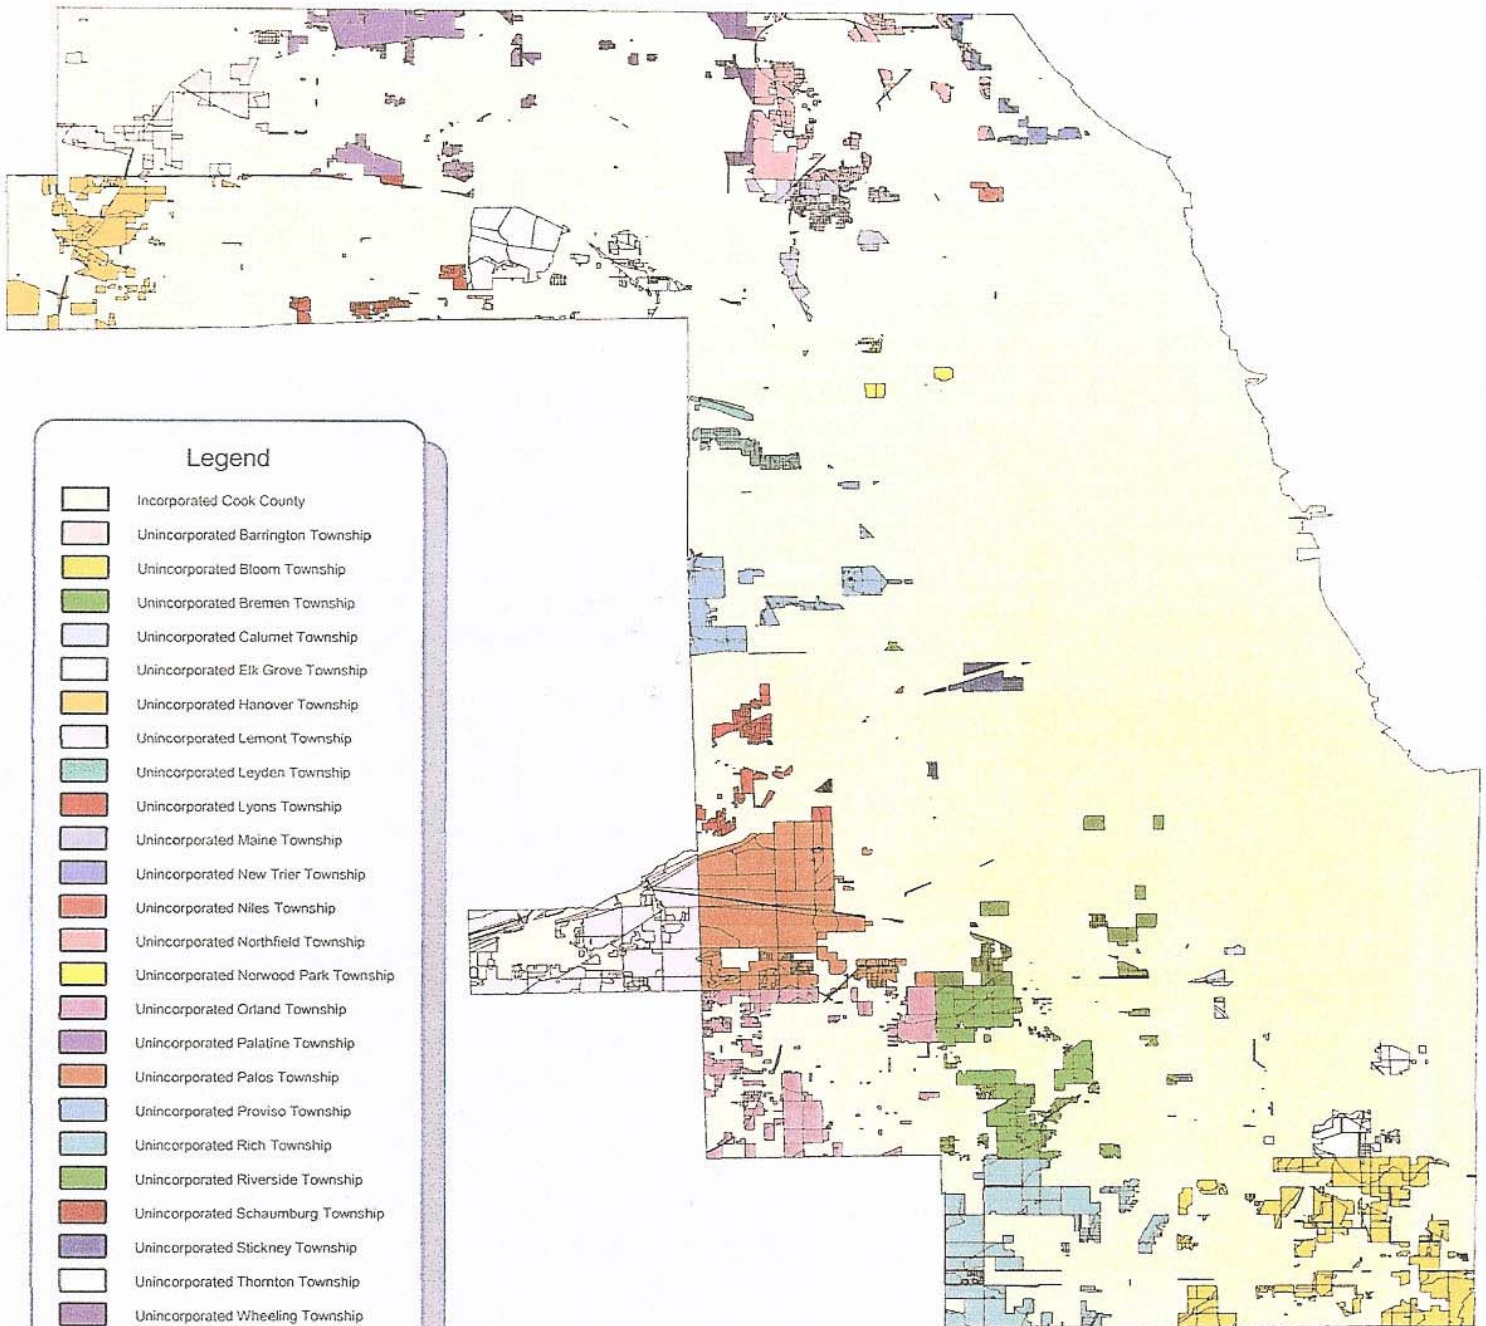 Legend
Incorporated Cook County
Unincorporated Barrington Township
Unincorporated Bloom Township
Unincorporated Bremen Township
Unincorporated Calumet Township
Unincorporated Elk Grove Township
Unincorporated Hanover Township
Unincorporated Lemont Township
Unincorporated Leyden Township
Unincorporated Lyons Township
Unincorporated Maine Township
Unincorporated New Trier Township
Unincorporated Niles Township
Unincorporated Northfield Township
Unincorporated Norwood Park Township
Unincorporated Orland Township
Unincorporated Palatine Township
Unincorporated Palos Township
Unincorporated Proviso Township
Unincorporated Rich Township
Unincorporated Riverside Township
Unincorporated Schaumburg Township
Unincorporated Stickney Township
Unincorporated Thornton Township
Unincorporated Wheeling Township